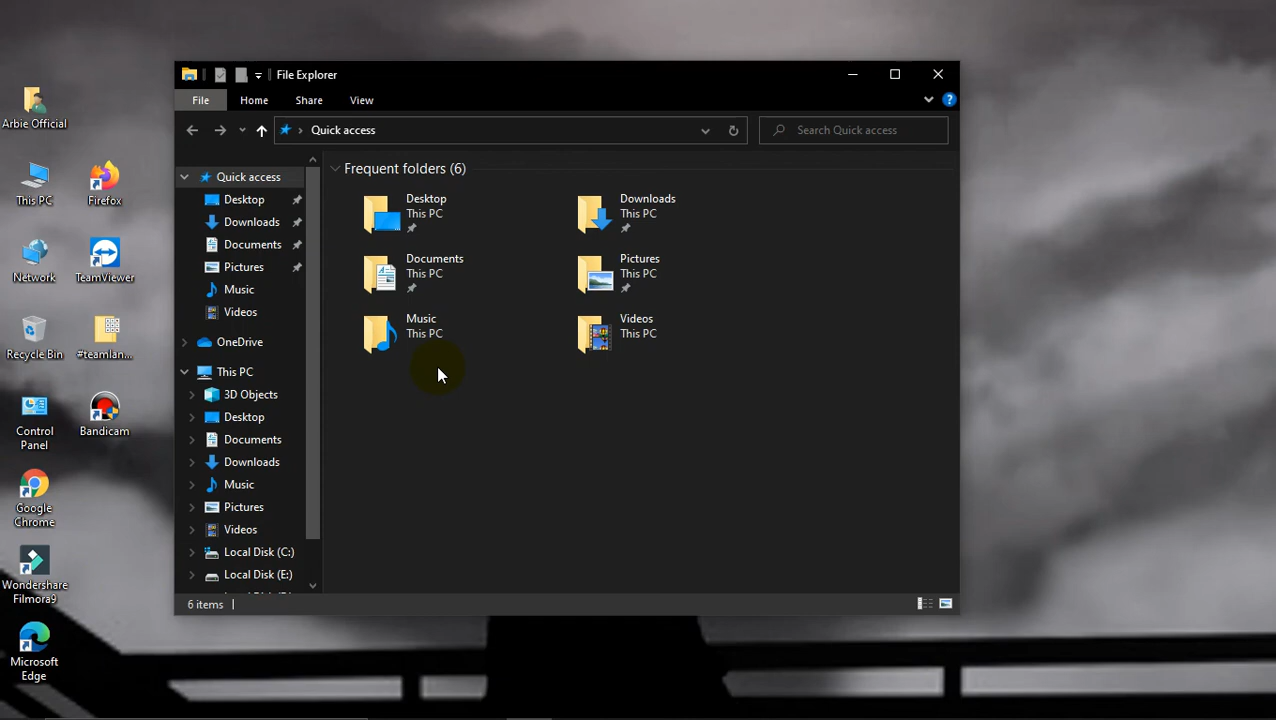 Arbie Official
This PC
Firefox
Network
TeamViewer
Recycle Bin
#teamlan...
Control
Panel
Bandicam
Google
Chrome
Wondershare
Filmora9
Microsoft
Edge
File Explorer
File
Home
Share
View
Quick access
Search Quick access
Quick access
Desktop
Downloads
Documents
Pictures
Music
Videos
OneDrive
This PC
3D Objects
Desktop
Documents
Downloads
Music
Pictures
Videos
Local Disk (C:)
Local Disk (E:)
Frequent folders (6)
Desktop
This PC
Downloads
This PC
Documents
This PC
Pictures
This PC
Music
This PC
Videos
This PC
6 items